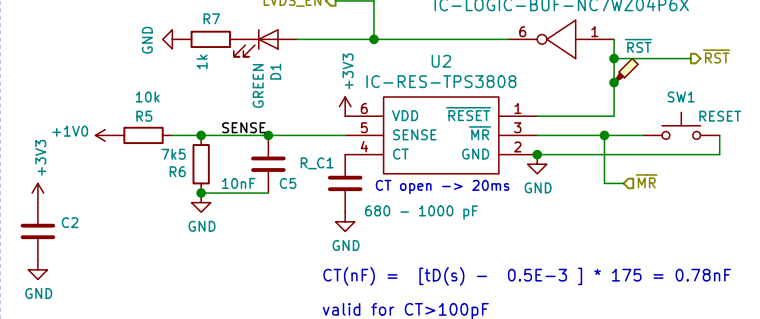 LVDS_EN
IC-LOGIC-BUF-NC7WZ04P6X
R7
GND
1k
GREEN
D1
+3V3
6
1
RST
RST
U2
IC-RES-TPS3808
10k
R5
+1V0
SENSE
6 VDD RESET 1
5 SENSE MR 3
4 CT GND 2
SW1
RESET
7k5
R6
10nF
C5
R_C1
CT open -> 20ms
680 - 1000 pF
GND
MR
+3V3
C2
GND
GND
GND
CT(nF) = [tD(s) - 0.5E-3 ] * 175 = 0.78nF
valid for CT>100pF